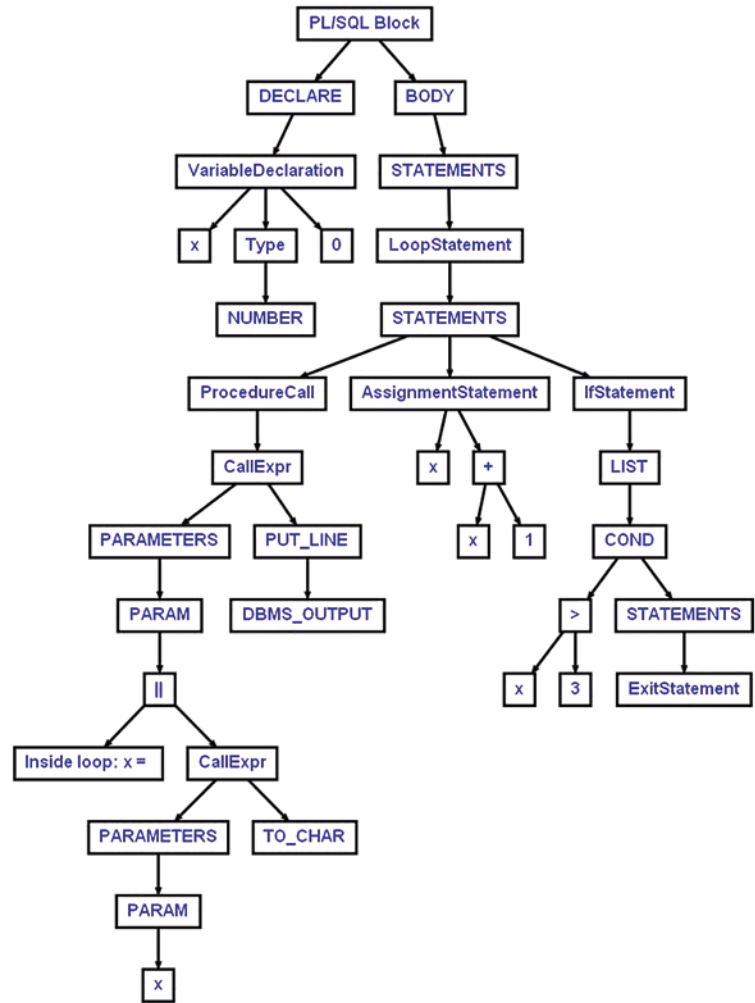 PL/SQL Block
DECLARE BODY
VariableDeclaration STATEMENTS
x Type 0 LoopStatement
NUMBER STATEMENTS
ProcedureCall AssignmentStatement IfStatement
CallExpr x + LIST
PARAMETERS PUT_LINE x 1 COND
PARAM DBMS_OUTPUT > STATEMENTS
|| x 3 ExitStatement
Inside loop: x = CallExpr
PARAMETERS TO_CHAR
PARAM
x